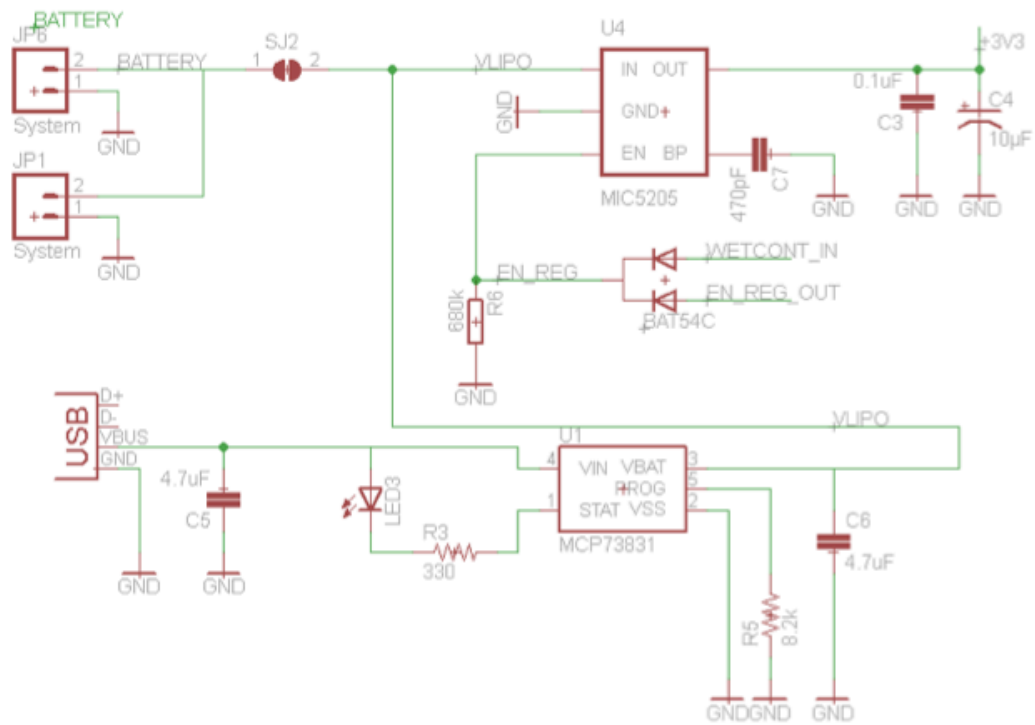 BATTERY
JP6
2
1
System
GND
BATTERY
1
SJ2
2
VLIPO
U4
IN OUT
GND
EN BP
MIC5205
GND
470pF
C7
GND
+3V3
0.1uF
C3
GND
C4
10µF
GND
JP1
2
1
System
GND
EN_REG
680k
R6
GND
WETCONT_IN
EN_REG_OUT
BAT54C
USB
D+
D-
VBUS
GND
GND
4.7uF
C5
GND
LED3
R3
330
U1
4
1
VIN VBAT
PROG
STAT VSS
3
5
2
MCP73831
VLIPO
R5
8.2k
C6
4.7uF
GND
GND
GND